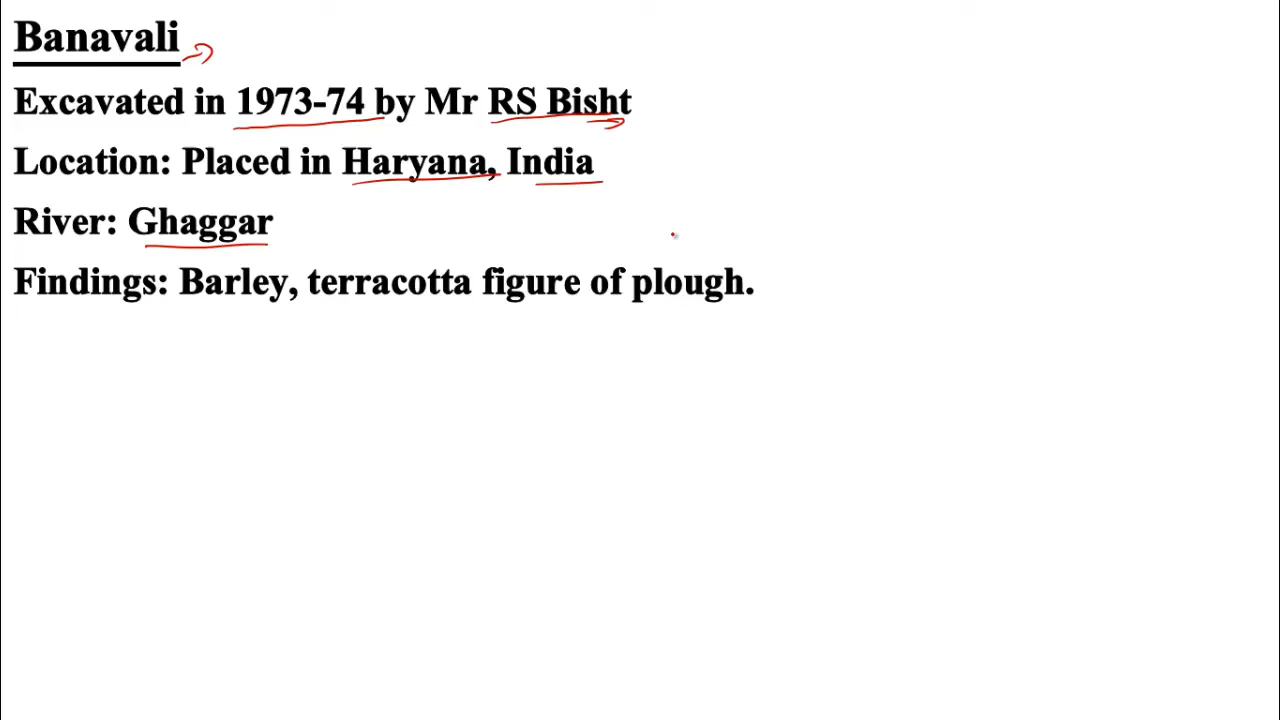 Banavali
Excavated in 1973-74 by Mr RS Bisht
Location: Placed in Haryana, India
River: Ghaggar
Findings: Barley, terracotta figure of plough.